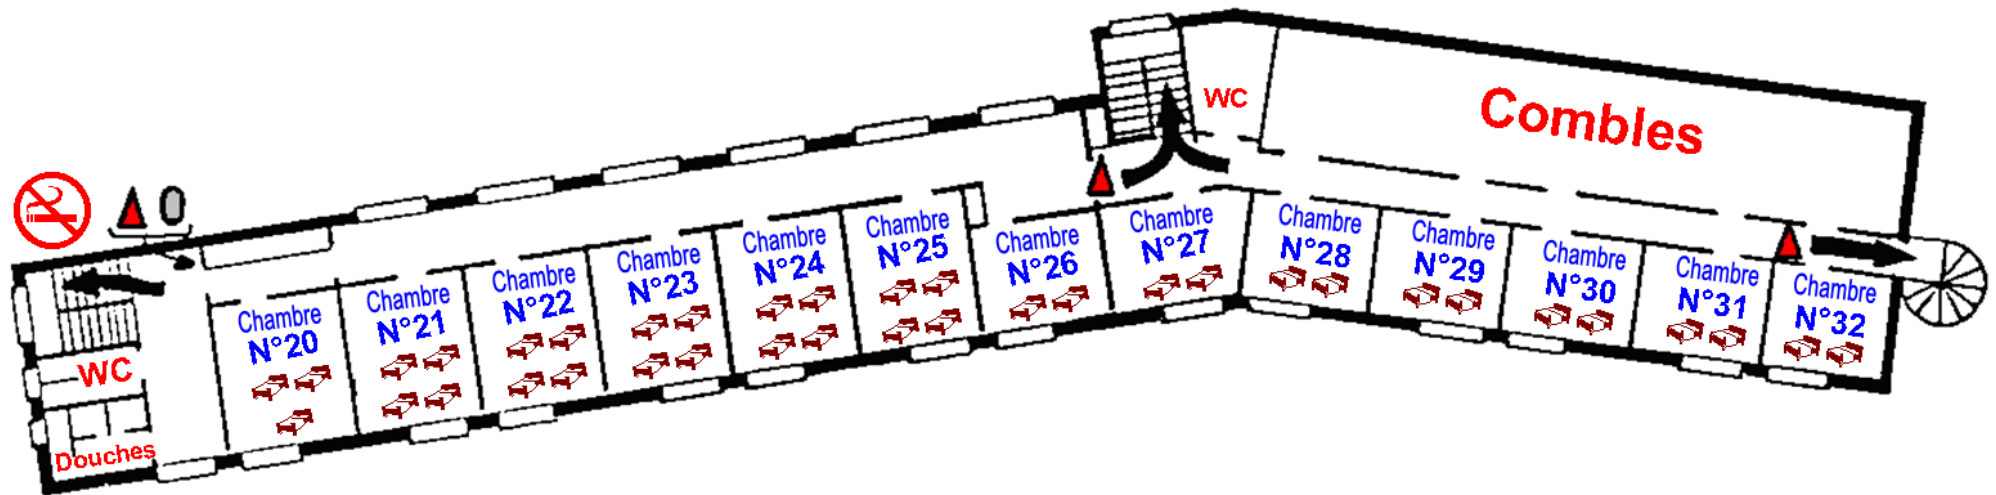 WC
Combles
Chambre
N°20
Chambre
N°21
Chambre
N°22
Chambre
N°23
Chambre
N°24
Chambre
N°25
Chambre
N°26
Chambre
N°27
Chambre
N°28
Chambre
N°29
Chambre
N°30
Chambre
N°31
Chambre
N°32
WC
Douches